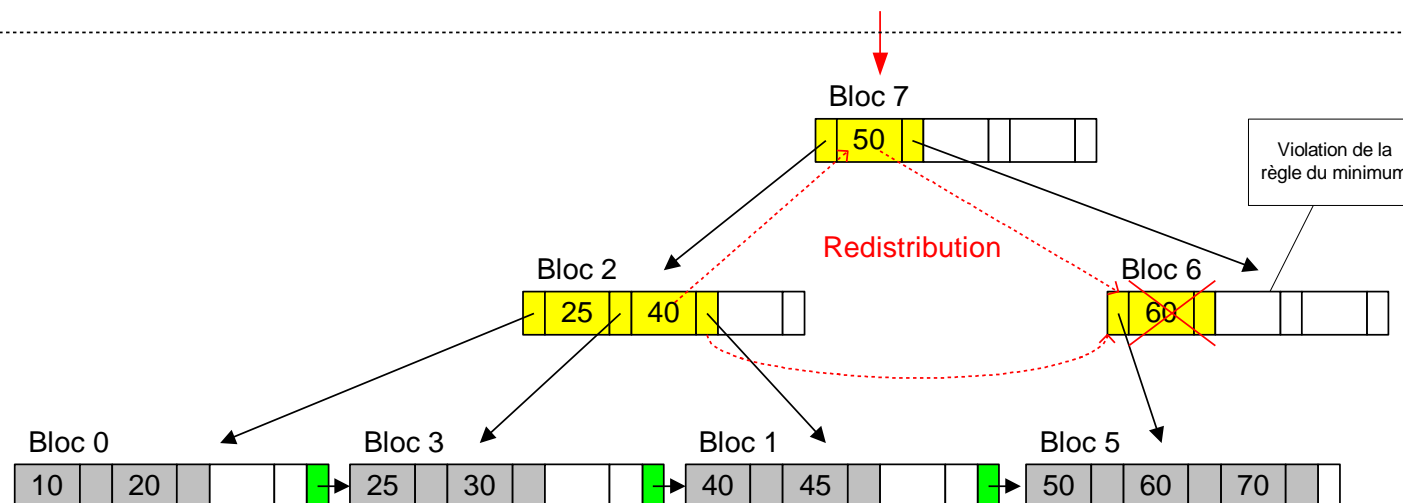 Bloc 7
50
Violation de la
règle du minimum
Redistribution
Bloc 2
Bloc 6
25 40
60
Bloc 0
Bloc 3
Bloc 1
Bloc 5
10 20
25 30
40 45
50 60 70